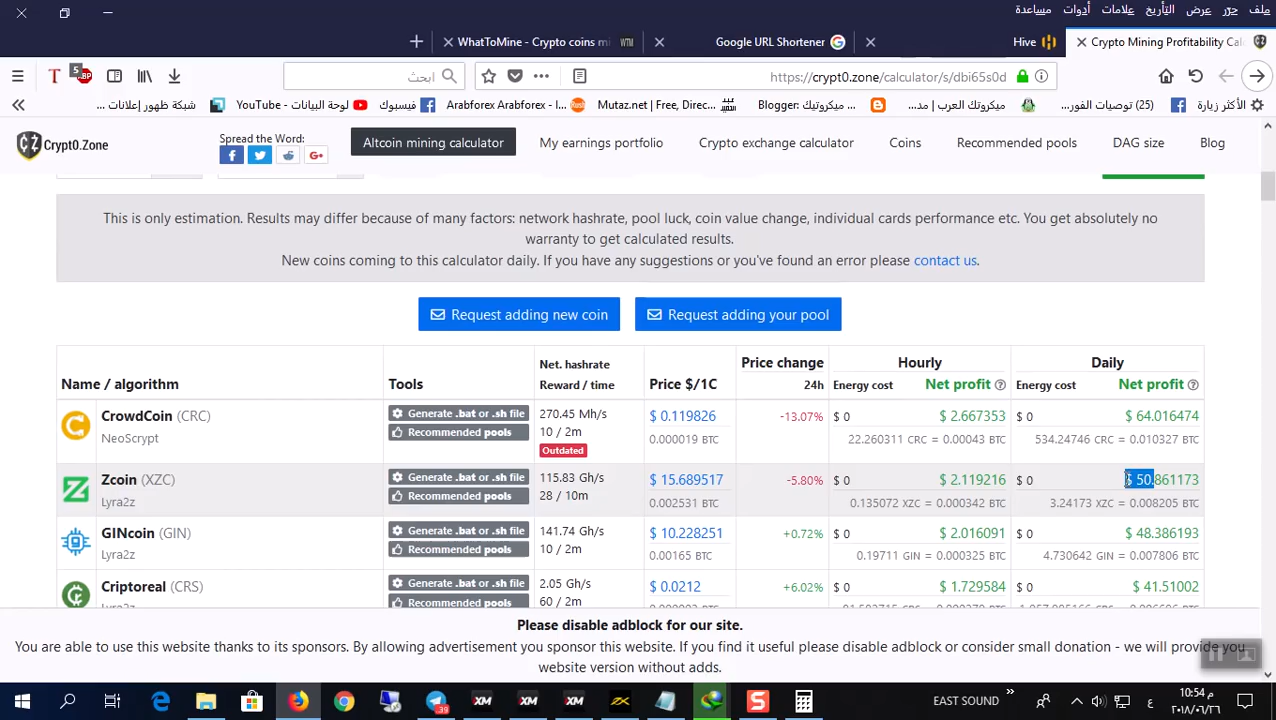 ملف حرّر عرض التأريخ علامات أدوات مساعدة
WhatToMine - Crypto coins mi WTM
Google URL Shortener
Hive
Crypto Mining Profitability Cal
T 5 ABP
ابحث
https://crypt0.zone/calculator/s/dbi65s0d
الأكثر زيارة
(25) توصيات الفور...
ميكروتك العرب | مد...
Blogger: ميكروتيك...
Mutaz.net | Free, Direc...
Arabforex Arabforex - ا...
فيسبوك
لوحة البيانات - YouTube
شبكة ظهور |إعلانات ...
Crypt0.Zone
Spread the Word:
Altcoin mining calculator
My earnings portfolio
Crypto exchange calculator
Coins
Recommended pools
DAG size
Blog
This is only estimation. Results may differ because of many factors: network hashrate, pool luck, coin value change, individual cards performance etc. You get absolutely no
warranty to get calculated results.
New coins coming to this calculator daily. If you have any suggestions or you've found an error please contact us.
Request adding new coin
Request adding your pool
Name / algorithm
Tools
Net. hashrate
Reward / time
Price $/1C
Price change
24h
Hourly
Energy cost Net profit
Daily
Energy cost Net profit
CrowdCoin (CRC)
NeoScrypt
Generate .bat or .sh file
Recommended pools
270.45 Mh/s
10 / 2m
Outdated
$ 0.119826
0.000019 BTC
-13.07%
$ 0 $ 2.667353
22.260311 CRC = 0.00043 BTC
$ 0 $ 64.016474
534.24746 CRC = 0.010327 BTC
Zcoin (XZC)
Lyra2z
Generate .bat or .sh file
Recommended pools
115.83 Gh/s
28 / 10m
$ 15.689517
0.002531 BTC
-5.80%
$ 0 $ 2.119216
0.135072 XZC = 0.000342 BTC
$ 0 $ 50.861173
3.24173 XZC = 0.008205 BTC
GINcoin (GIN)
Lyra2z
Generate .bat or .sh file
Recommended pools
141.74 Gh/s
10 / 2m
$ 10.228251
0.00165 BTC
+0.72%
$ 0 $ 2.016091
0.19711 GIN = 0.000325 BTC
$ 0 $ 48.386193
4.730642 GIN = 0.007806 BTC
Criptoreal (CRS)
Generate .bat or .sh file
Recommended pools
2.05 Gh/s
60 / 2m
$ 0.0212
+6.02%
$ 0 $ 1.729584
$ 0 $ 41.51002
Please disable adblock for our site.
You are able to use this website thanks to its sponsors. By allowing advertisement you sponsor this website. If you find it useful please disable adblock or consider small donation - we will provide you
website version without adds.
39
XM
XM
XM
EAST SOUND
ع
10:54 م